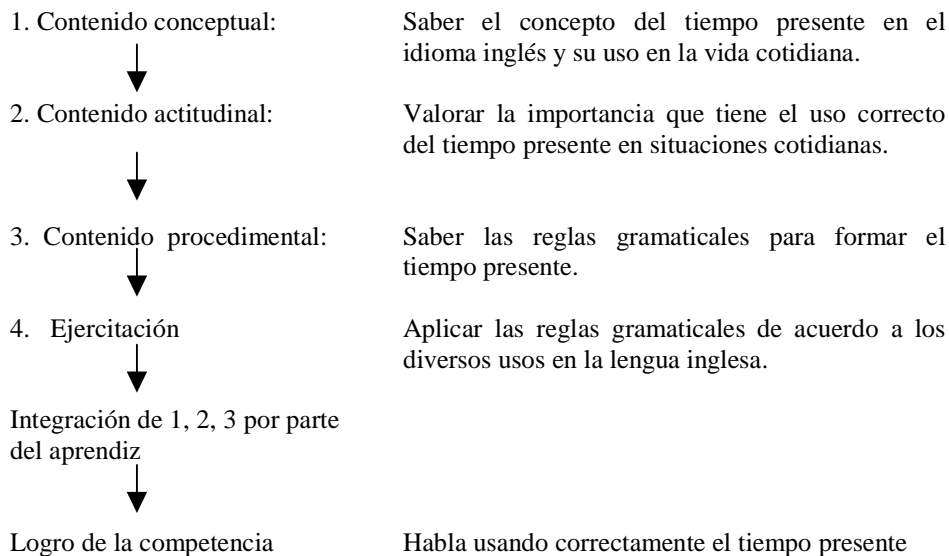 1. Contenido conceptual:
Saber el concepto del tiempo presente en el
idioma inglés y su uso en la vida cotidiana.
2. Contenido actitudinal:
Valorar la importancia que tiene el uso correcto
del tiempo presente en situaciones cotidianas.
3. Contenido procedimental:
Saber las reglas gramaticales para formar el
tiempo presente.
4. Ejercitación
Aplicar las reglas gramaticales de acuerdo a los
diversos usos en la lengua inglesa.
Integración de 1, 2, 3 por parte
del aprendiz
Logro de la competencia
Habla usando correctamente el tiempo presente